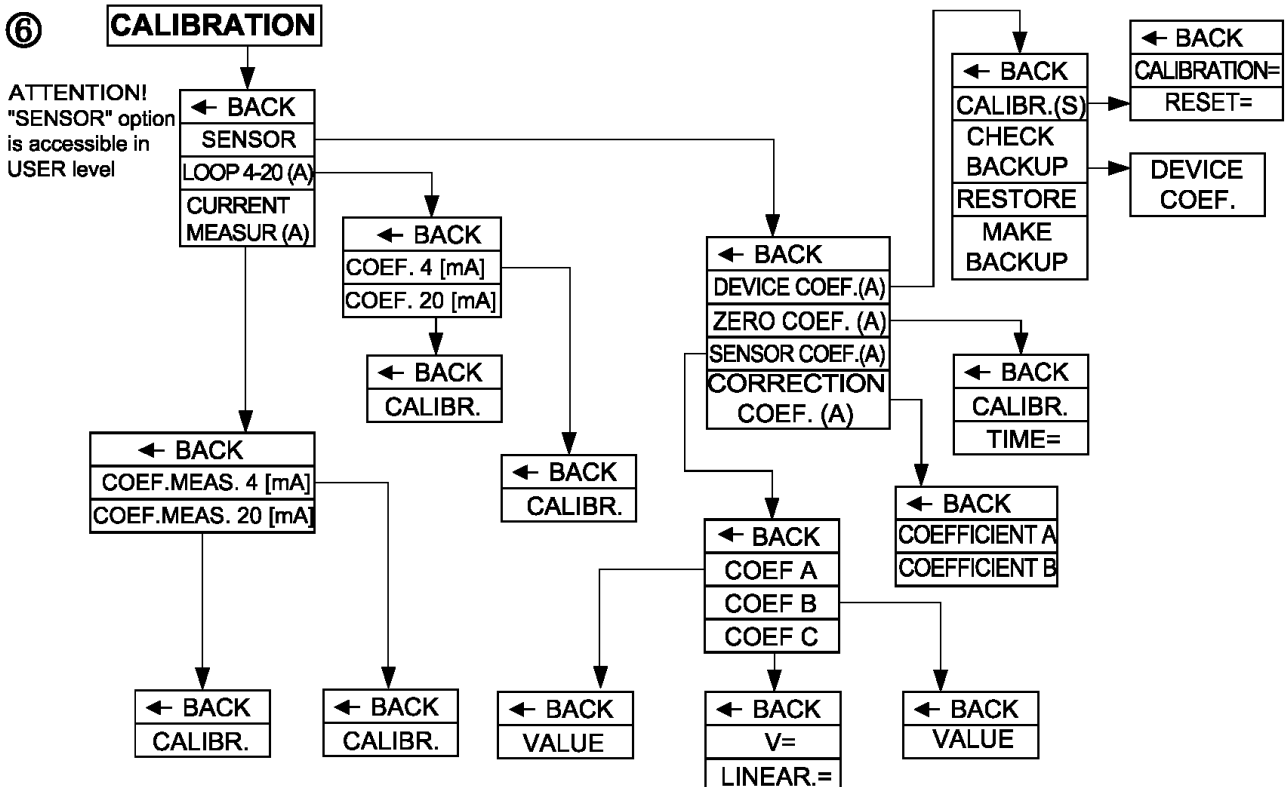 ⑥
CALIBRATION
ATTENTION!
"SENSOR" option
is accessible in
USER level
← BACK
SENSOR
LOOP 4-20 (A)
CURRENT
MEASUR (A)
← BACK
COEF. 4 [mA]
COEF. 20 [mA]
← BACK
CALIBR.
← BACK
CALIBR.
← BACK
COEF.MEAS. 4 [mA]
COEF.MEAS. 20 [mA]
← BACK
CALIBR.
← BACK
CALIBR.
← BACK
DEVICE COEF.(A)
ZERO COEF. (A)
SENSOR COEF.(A)
CORRECTION
COEF. (A)
← BACK
CALIBR.(S)
CHECK
BACKUP
RESTORE
MAKE
BACKUP
← BACK
CALIBRATION=
RESET=
DEVICE
COEF.
← BACK
CALIBR.
TIME=
← BACK
COEFFICIENT A
COEFFICIENT B
← BACK
COEF A
COEF B
COEF C
← BACK
VALUE
← BACK
V=
LINEAR.=
← BACK
VALUE